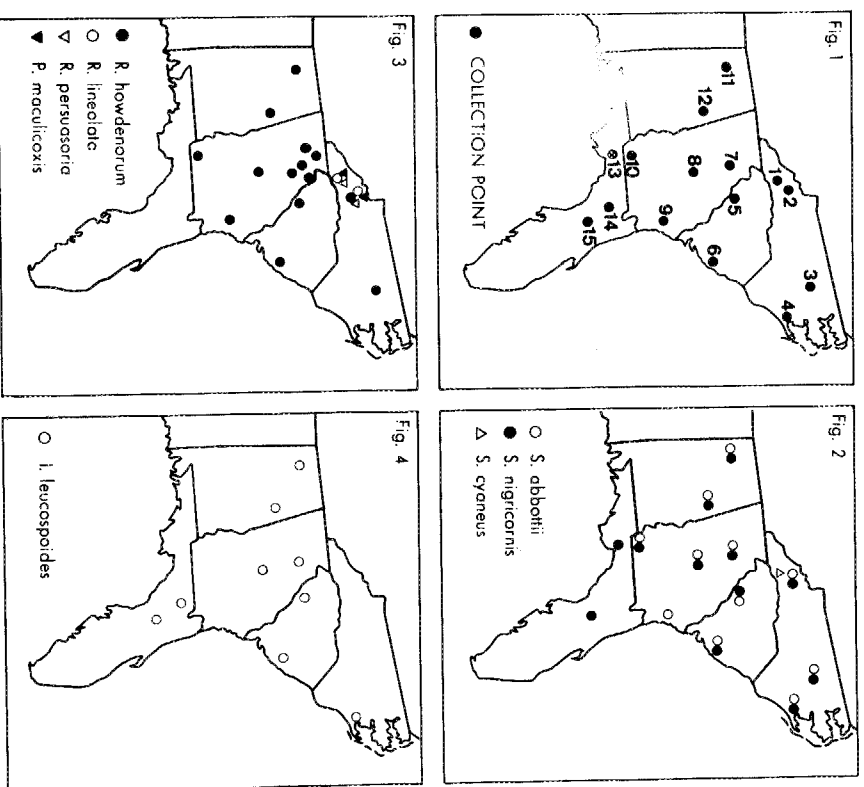 Fig. 1
11
12
1
2
3
4
7
8
5
6
10
9
13
14
15
● COLLECTION POINT
Fig. 2
○ S. abbottii
● S. nigricornis
△ S. cyaneus
Fig. 3
● R. howdenorum
○ R. lineolata
▽ R. persuasoria
▼ P. maculicoxis
Fig. 4
○ i. leucospoides